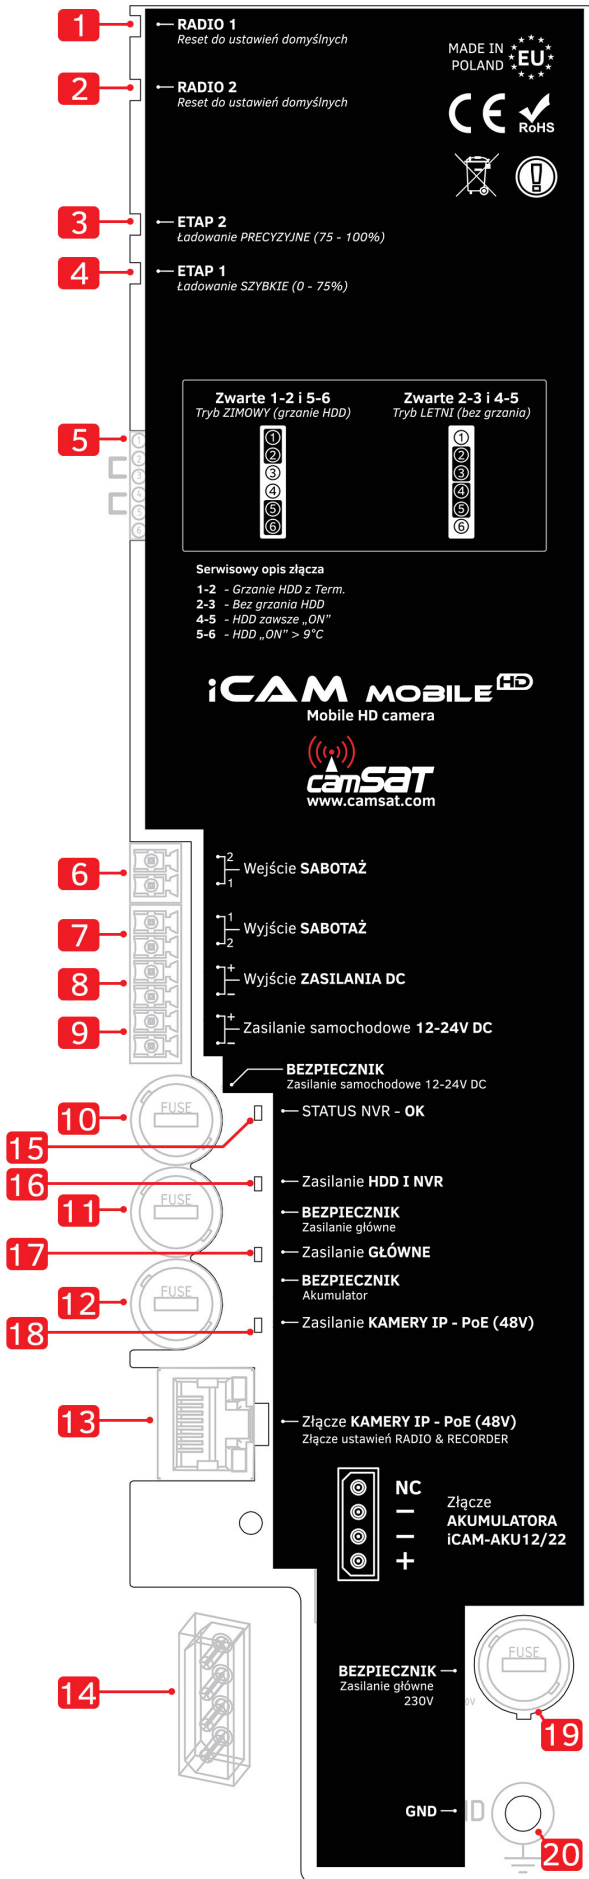 1
RADIO 1
Reset do ustawień domyślnych
MADE IN
POLAND
EU
2
RADIO 2
Reset do ustawień domyślnych
CE
RoHS
3
ETAP 2
Ładowanie PRECYZYJNE (75 - 100%)
4
ETAP 1
Ładowanie SZYBKIE (0 - 75%)
5
1
2
3
4
5
6
Zwarte 1-2 i 5-6
Tryb ZIMOWY (grzanie HDD)
1
2
3
4
5
6
Zwarte 2-3 i 4-5
Tryb LETNI (bez grzania)
1
2
3
4
5
6
Serwisowy opis złącza
1-2 - Grzanie HDD z Term.
2-3 - Bez grzania HDD
4-5 - HDD zawsze „ON”
5-6 - HDD „ON” > 9°C
iCAM MOBILE HD
Mobile HD camera
camSAT
www.camsat.com
6
2
1
Wejście SABOTAŻ
7
1
2
Wyjście SABOTAŻ
8
+
−
Wyjście ZASILANIA DC
9
+
−
Zasilanie samochodowe 12-24V DC
BEZPIECZNIK
Zasilanie samochodowe 12-24V DC
10
FUSE
STATUS NVR - OK
15
16
Zasilanie HDD I NVR
11
FUSE
BEZPIECZNIK
Zasilanie główne
17
Zasilanie GŁÓWNE
12
FUSE
BEZPIECZNIK
Akumulator
18
Zasilanie KAMERY IP - PoE (48V)
13
Złącze KAMERY IP - PoE (48V)
Złącze ustawień RADIO & RECORDER
NC
−
−
+
Złącze
AKUMULATORA
iCAM-AKU12/22
14
BEZPIECZNIK
Zasilanie główne
230V
0V
FUSE
19
GND
D
20